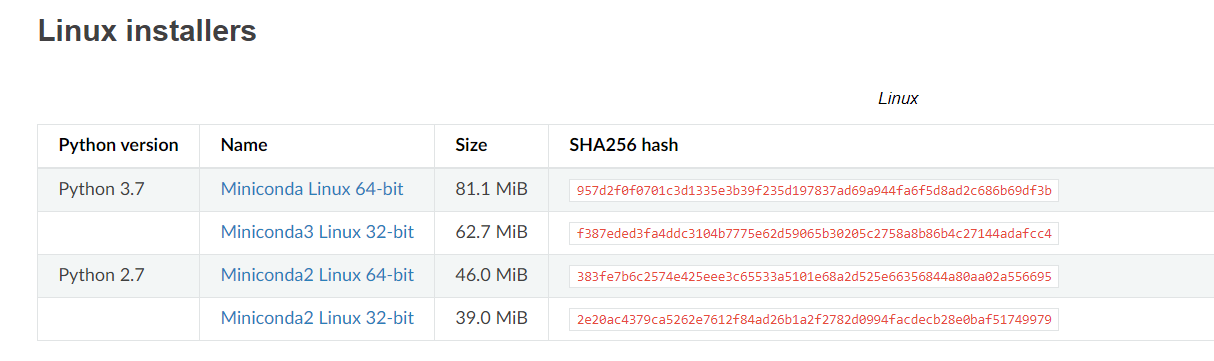 Linux installers
Linux
Python version Name Size SHA256 hash
Python 3.7 Miniconda Linux 64-bit 81.1 MiB 957d2f0f0701c3d1335e3b39f235d197837ad69a944fa6f5d8ad2c686b69df3b
Miniconda3 Linux 32-bit 62.7 MiB f387eded3fa4ddc3104b7775e62d59065b30205c2758a8b86b4c27144adafcc4
Python 2.7 Miniconda2 Linux 64-bit 46.0 MiB 383fe7b6c2574e425eee3c65533a5101e68a2d525e66356844a80aa02a556695
Miniconda2 Linux 32-bit 39.0 MiB 2e20ac4379ca5262e7612f84ad26b1a2f2782d0994facdecb28e0baf51749979